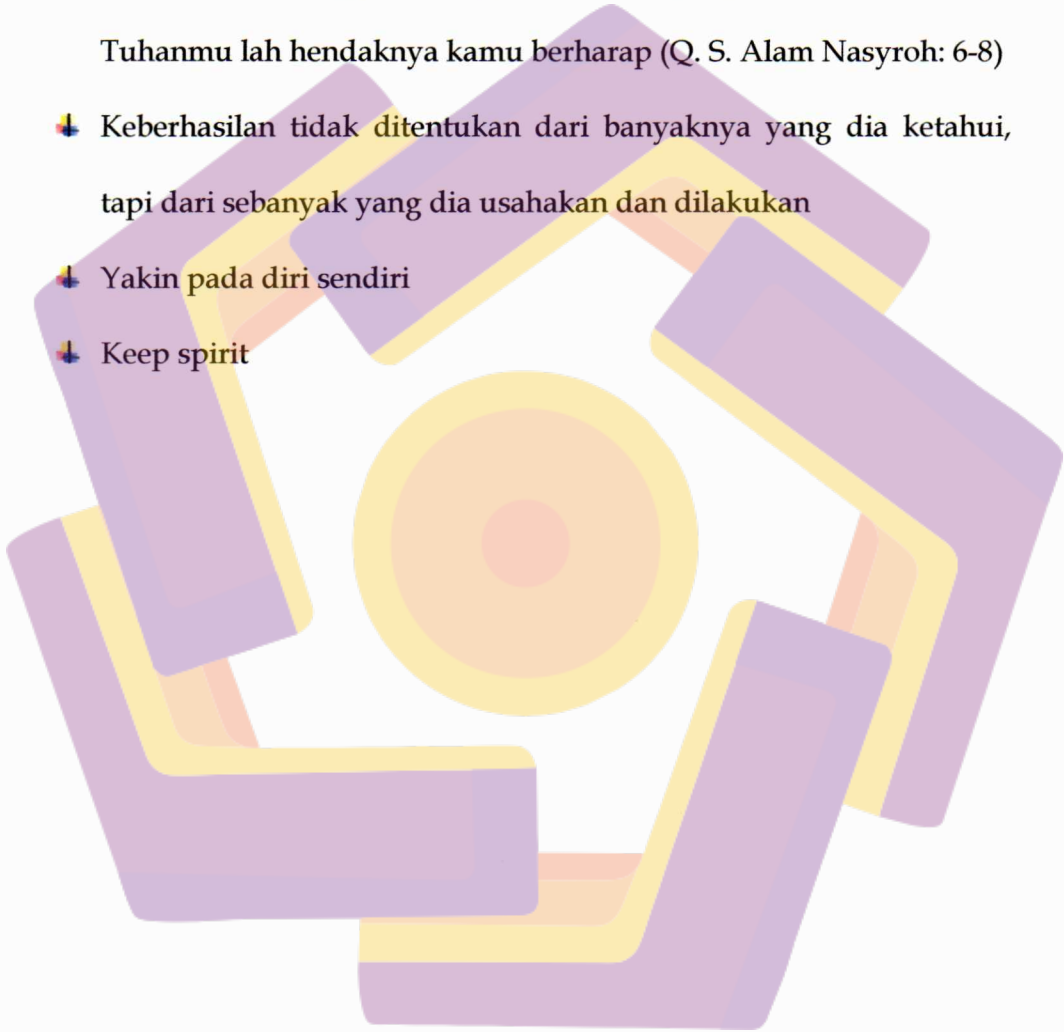 Tuhanmu lah hendaknya kamu berharap (Q. S. Alam Nasyroh: 6-8)
Keberhasilan tidak ditentukan dari banyaknya yang dia ketahui,
tapi dari sebanyak yang dia usahakan dan dilakukan
Yakin pada diri sendiri
Keep spirit